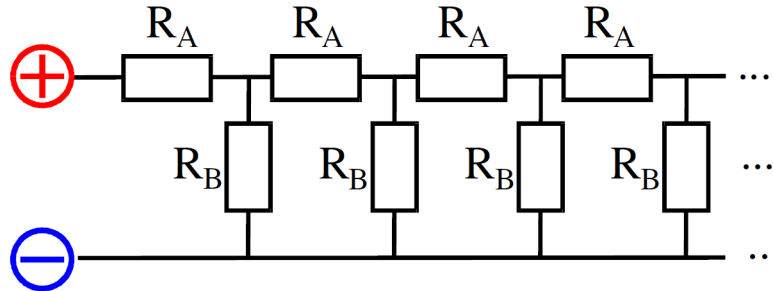 R_A R_A R_A R_A
+ ...
R_B R_B R_B R_B ...
− ..